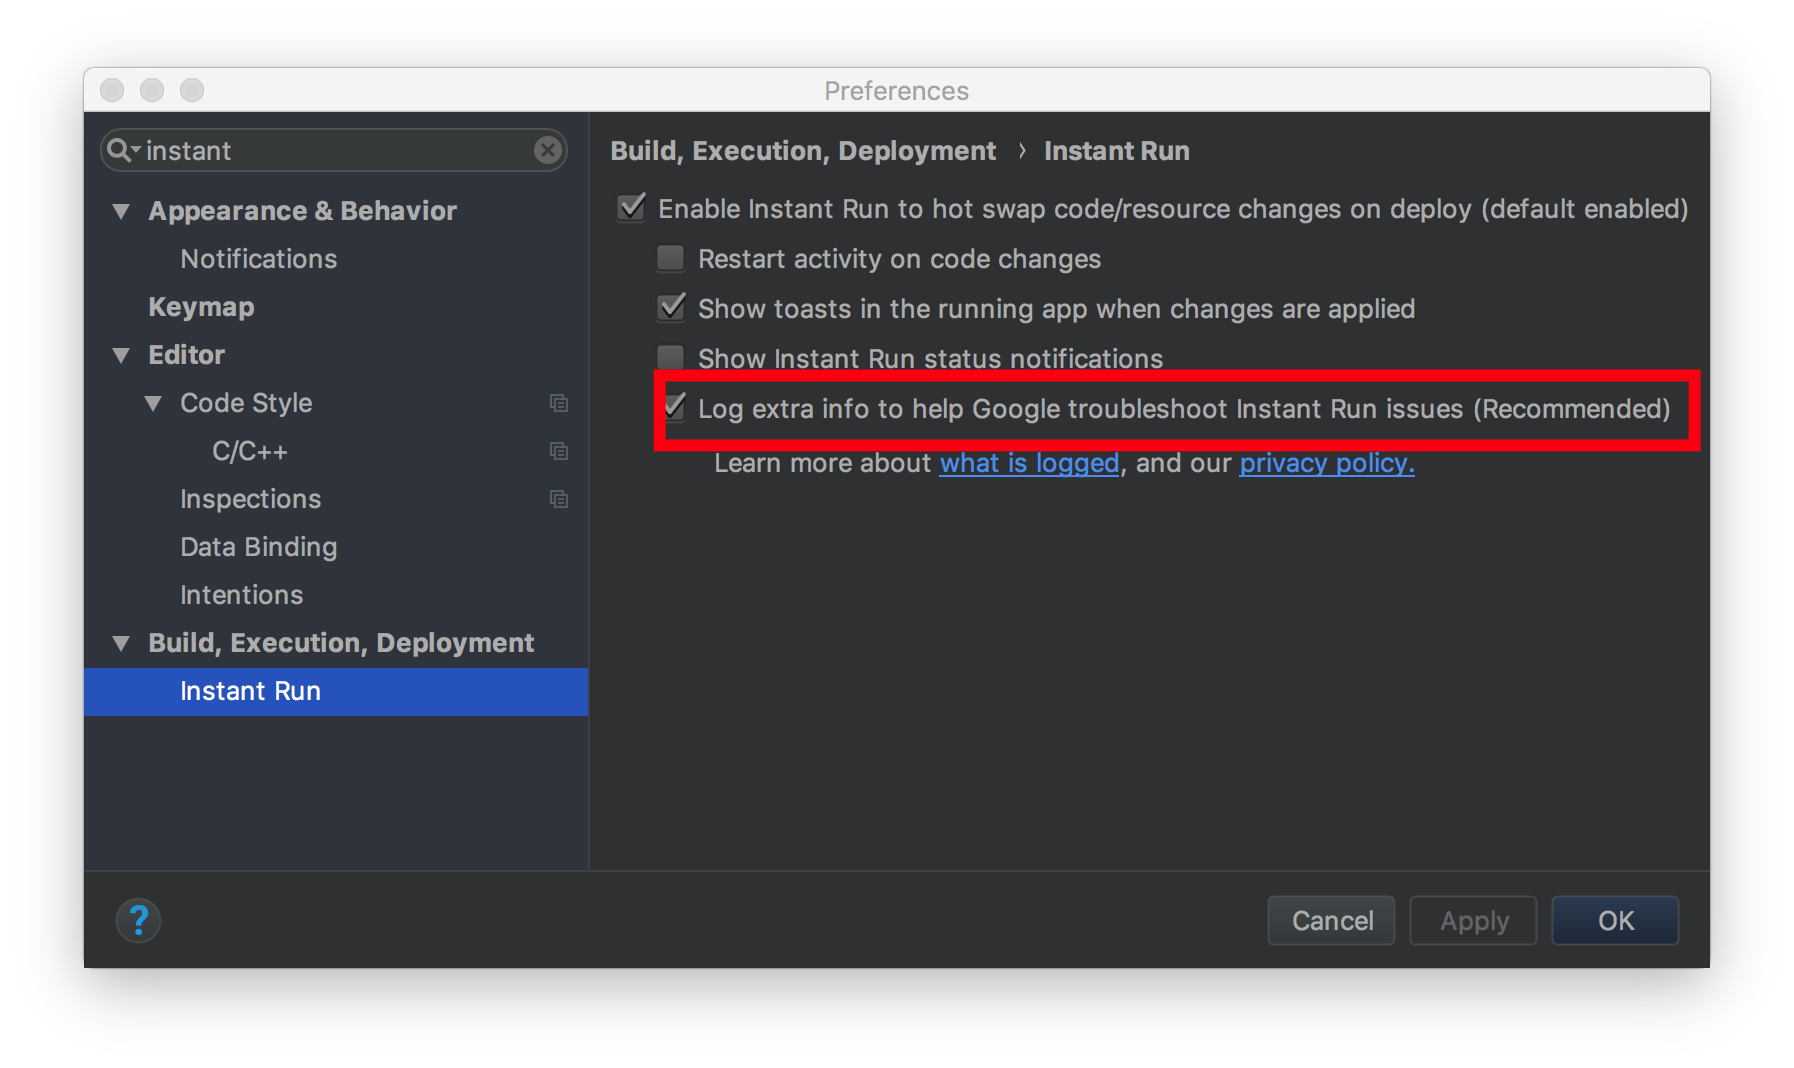 Preferences
instant
Appearance & Behavior
Notifications
Keymap
Editor
Code Style
C/C++
Inspections
Data Binding
Intentions
Build, Execution, Deployment
Instant Run
Build, Execution, Deployment › Instant Run
Enable Instant Run to hot swap code/resource changes on deploy (default enabled)
Restart activity on code changes
Show toasts in the running app when changes are applied
Show Instant Run status notifications
Log extra info to help Google troubleshoot Instant Run issues (Recommended)
Learn more about what is logged, and our privacy policy.
?
Cancel
Apply
OK